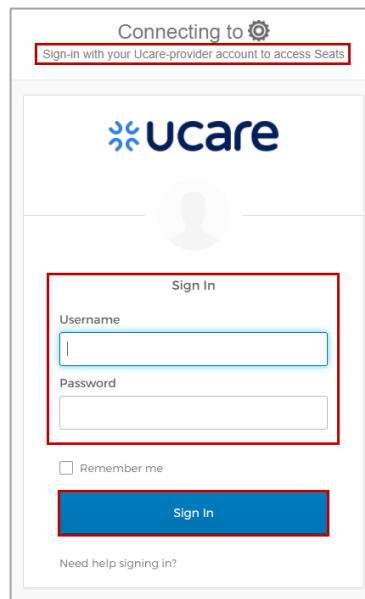 Connecting to
Sign-in with your Ucare-provider account to access Seats
ucare
Sign In
Username
Password
Remember me
Sign In
Need help signing in?